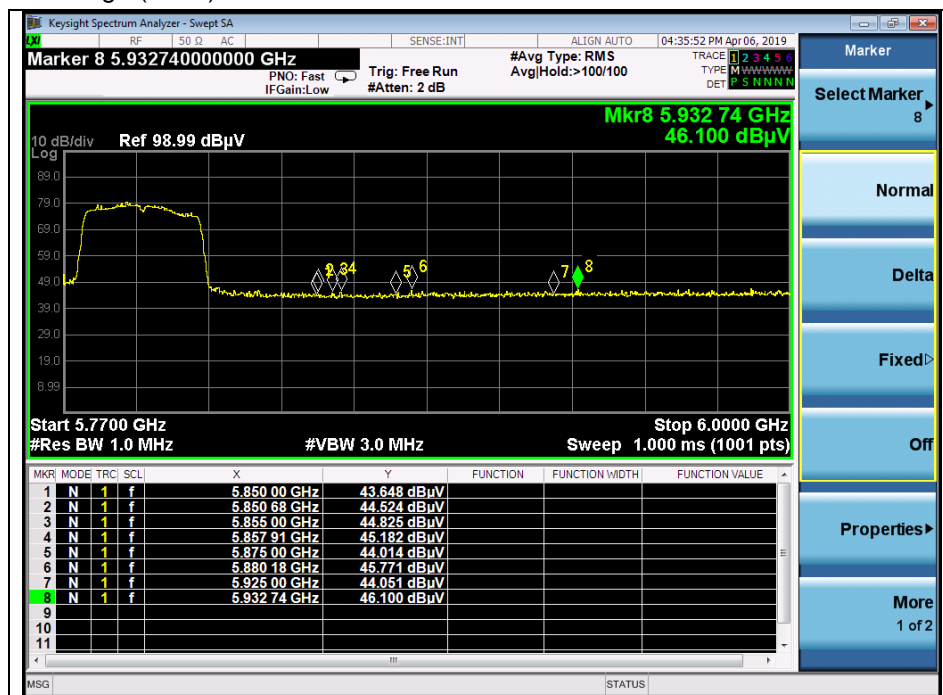 Keysight Spectrum Analyzer - Swept SA
LXI RF 50 Ω AC SENSE:INT ALIGN AUTO 04:35:52 PM Apr 06, 2019
Marker 8 5.932740000000 GHz
PNO: Fast
IFGain:Low
Trig: Free Run
#Atten: 2 dB
#Avg Type: RMS
Avg|Hold:>100/100
TRACE 1 2 3 4 5 6
TYPE M WWWWW
DET P S N N N N
Mkr8 5.932 74 GHz
46.100 dBµV
10 dB/div Ref 98.99 dBµV
Log
89.0
79.0
69.0
59.0
49.0
39.0
29.0
19.0
8.99
2 3 4 5 6 7 8
Start 5.7700 GHz Stop 6.0000 GHz
#Res BW 1.0 MHz #VBW 3.0 MHz Sweep 1.000 ms (1001 pts)
MKR MODE TRC SCL X Y FUNCTION FUNCTION WIDTH FUNCTION VALUE
1 N 1 f 5.850 00 GHz 43.648 dBµV
2 N 1 f 5.850 68 GHz 44.524 dBµV
3 N 1 f 5.855 00 GHz 44.825 dBµV
4 N 1 f 5.857 91 GHz 45.182 dBµV
5 N 1 f 5.875 00 GHz 44.014 dBµV
6 N 1 f 5.880 18 GHz 45.771 dBµV
7 N 1 f 5.925 00 GHz 44.051 dBµV
8 N 1 f 5.932 74 GHz 46.100 dBµV
9
10
11
MSG STATUS
Marker
Select Marker
8
Normal
Delta
Fixed
Off
Properties
More
1 of 2